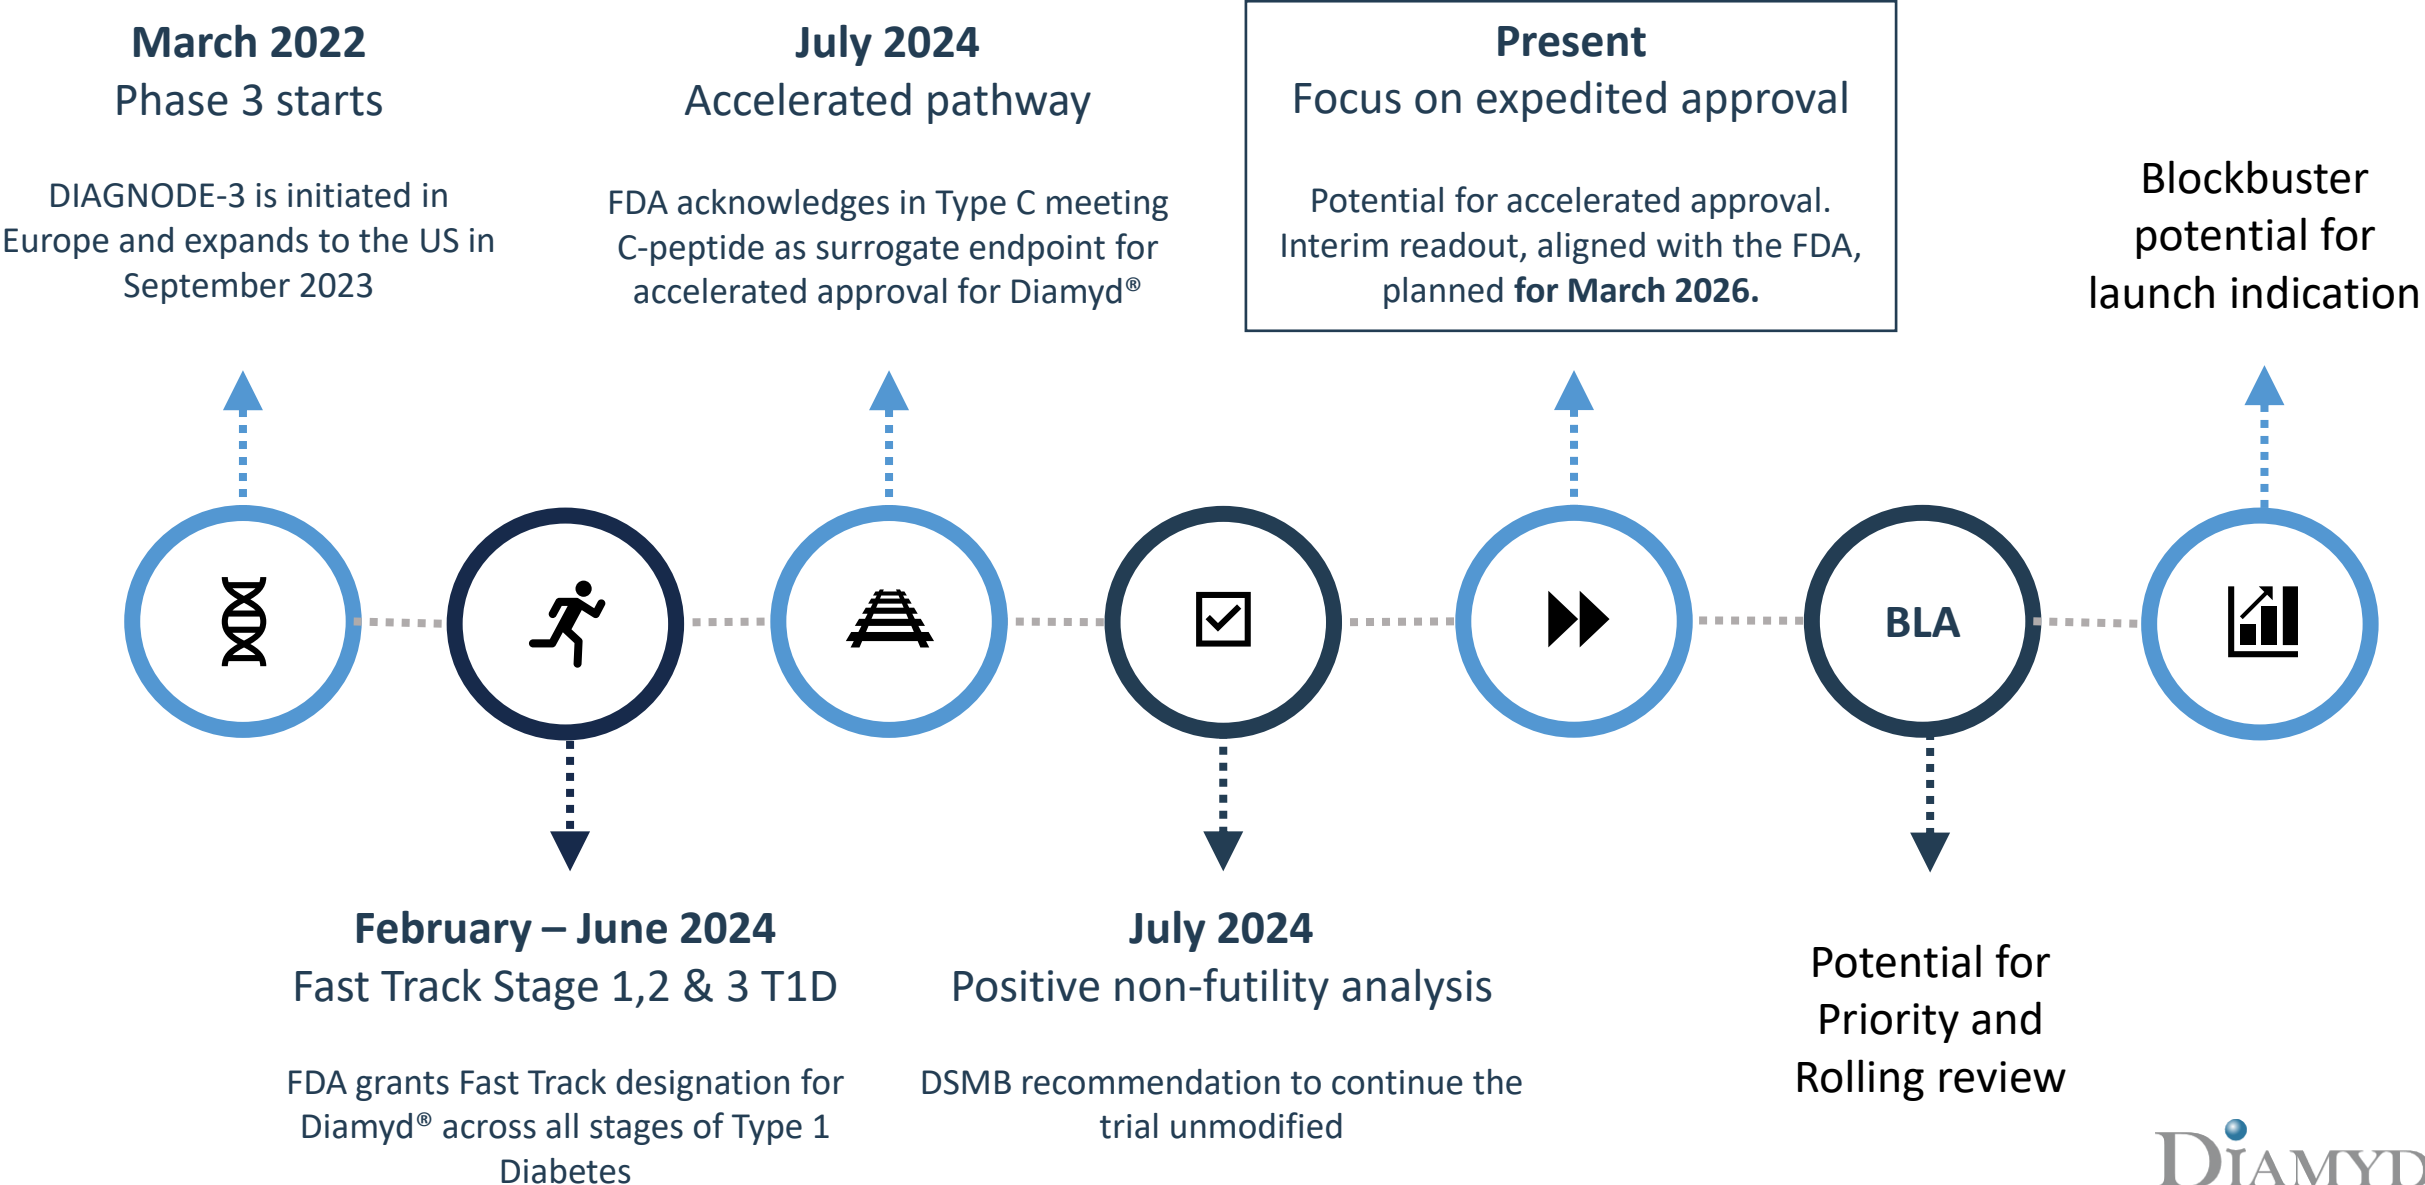 March 2022
Phase 3 starts
DIAGNODE-3 is initiated in
Europe and expands to the US in
September 2023
July 2024
Accelerated pathway
FDA acknowledges in Type C meeting
C-peptide as surrogate endpoint for
accelerated approval for Diamyd®
Present
Focus on expedited approval
Potential for accelerated approval.
Interim readout, aligned with the FDA,
planned for March 2026.
Blockbuster
potential for
launch indication
BLA
February – June 2024
Fast Track Stage 1,2 & 3 T1D
FDA grants Fast Track designation for
Diamyd® across all stages of Type 1
Diabetes
July 2024
Positive non-futility analysis
DSMB recommendation to continue the
trial unmodified
Potential for
Priority and
Rolling review
DIAMYD